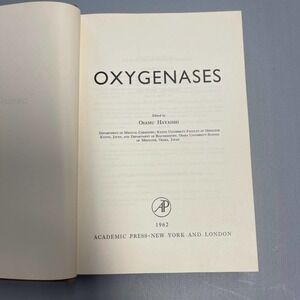 OXYGENASES
Edited by
OSAMU HAYAISHI
DEPARTMENT OF MEDICAL CHEMISTRY, KYOTO UNIVERSITY FACULTY OF MEDICINE
KYOTO, JAPAN, AND DEPARTMENT OF BIOCHEMISTRY, OSAKA UNIVERSITY SCHOOL
OF MEDICINE, OSAKA, JAPAN
AP
1962
ACADEMIC PRESS·NEW YORK AND LONDON